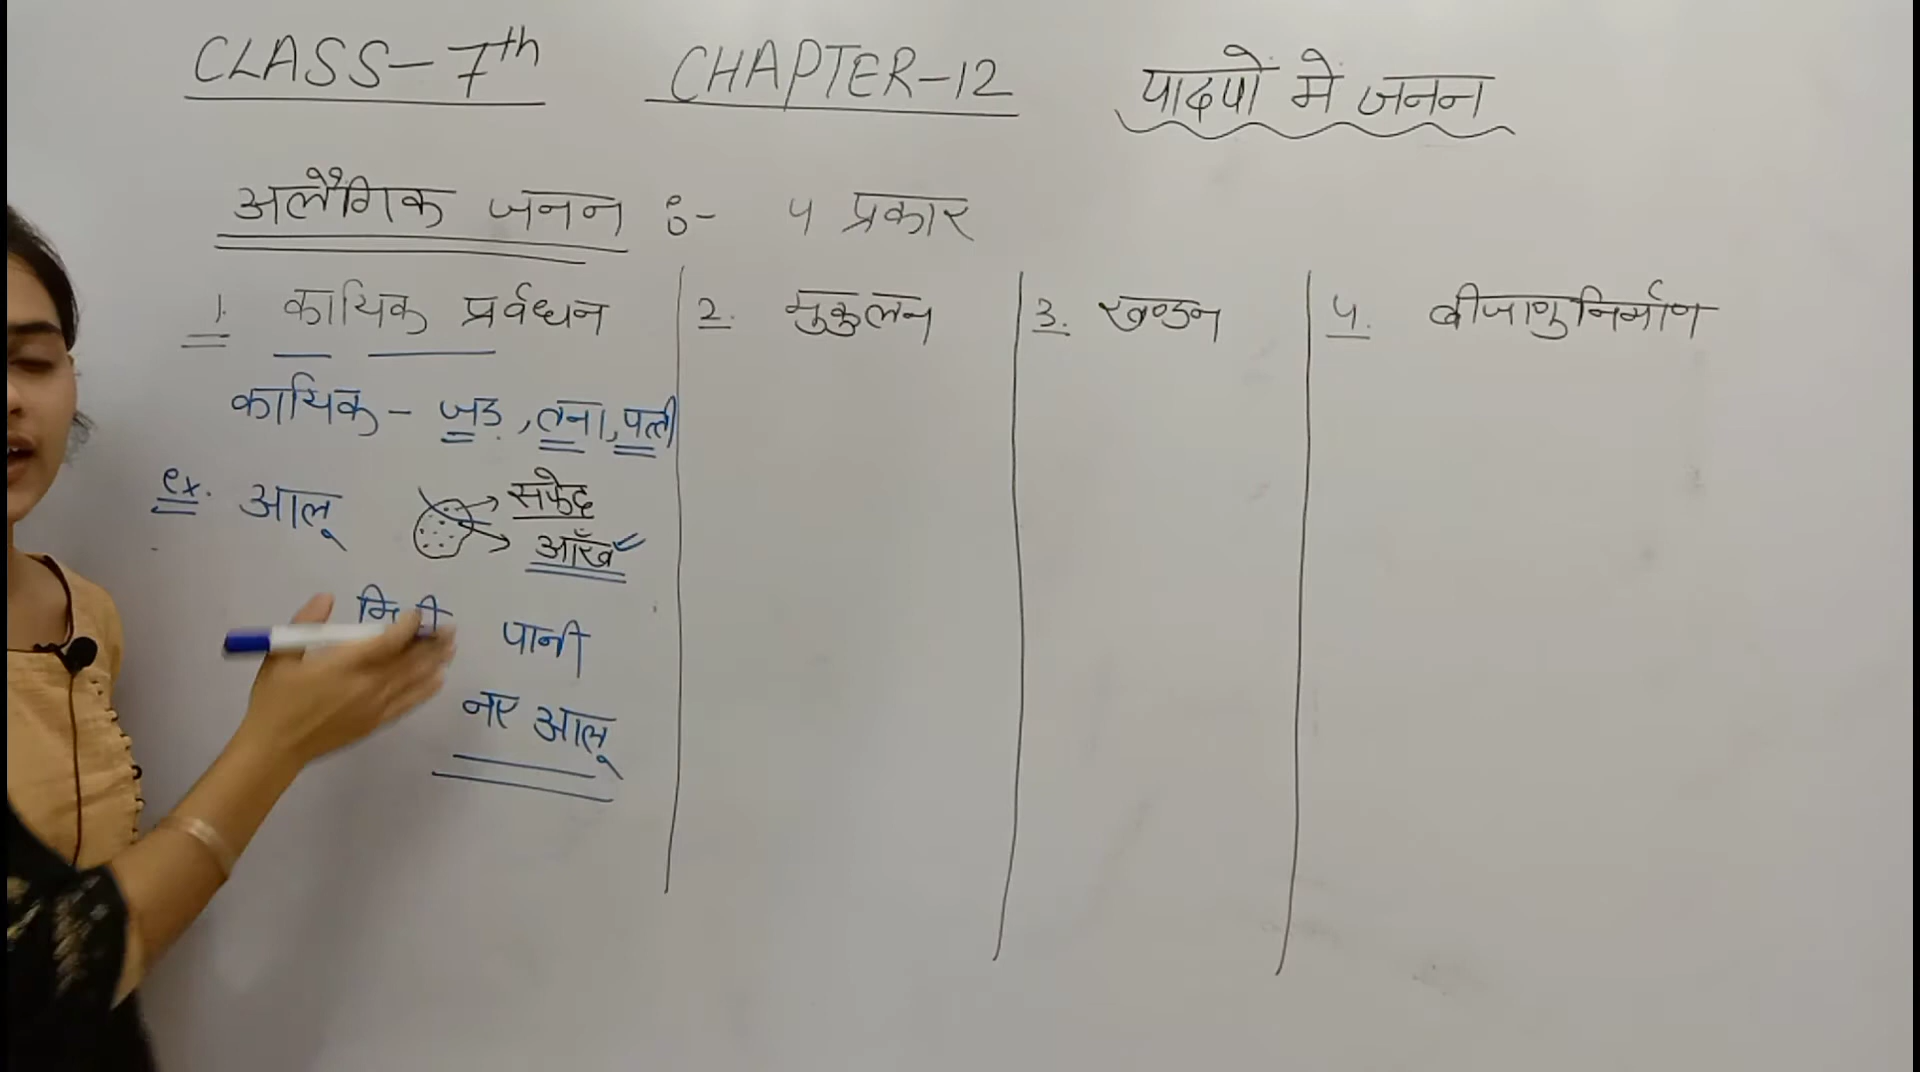 CLASS-7th CHAPTER-12 पादपों में जनन
अलैंगिक जनन :- 4 प्रकार
1. कायिक प्रर्वधन
2. मुकुलन
3. खण्डन
4. बीजाणु निर्माण
कायिक - जड़, तना, पत्ती
ex. आलू
सफेद
आँख
पानी
नए आलू